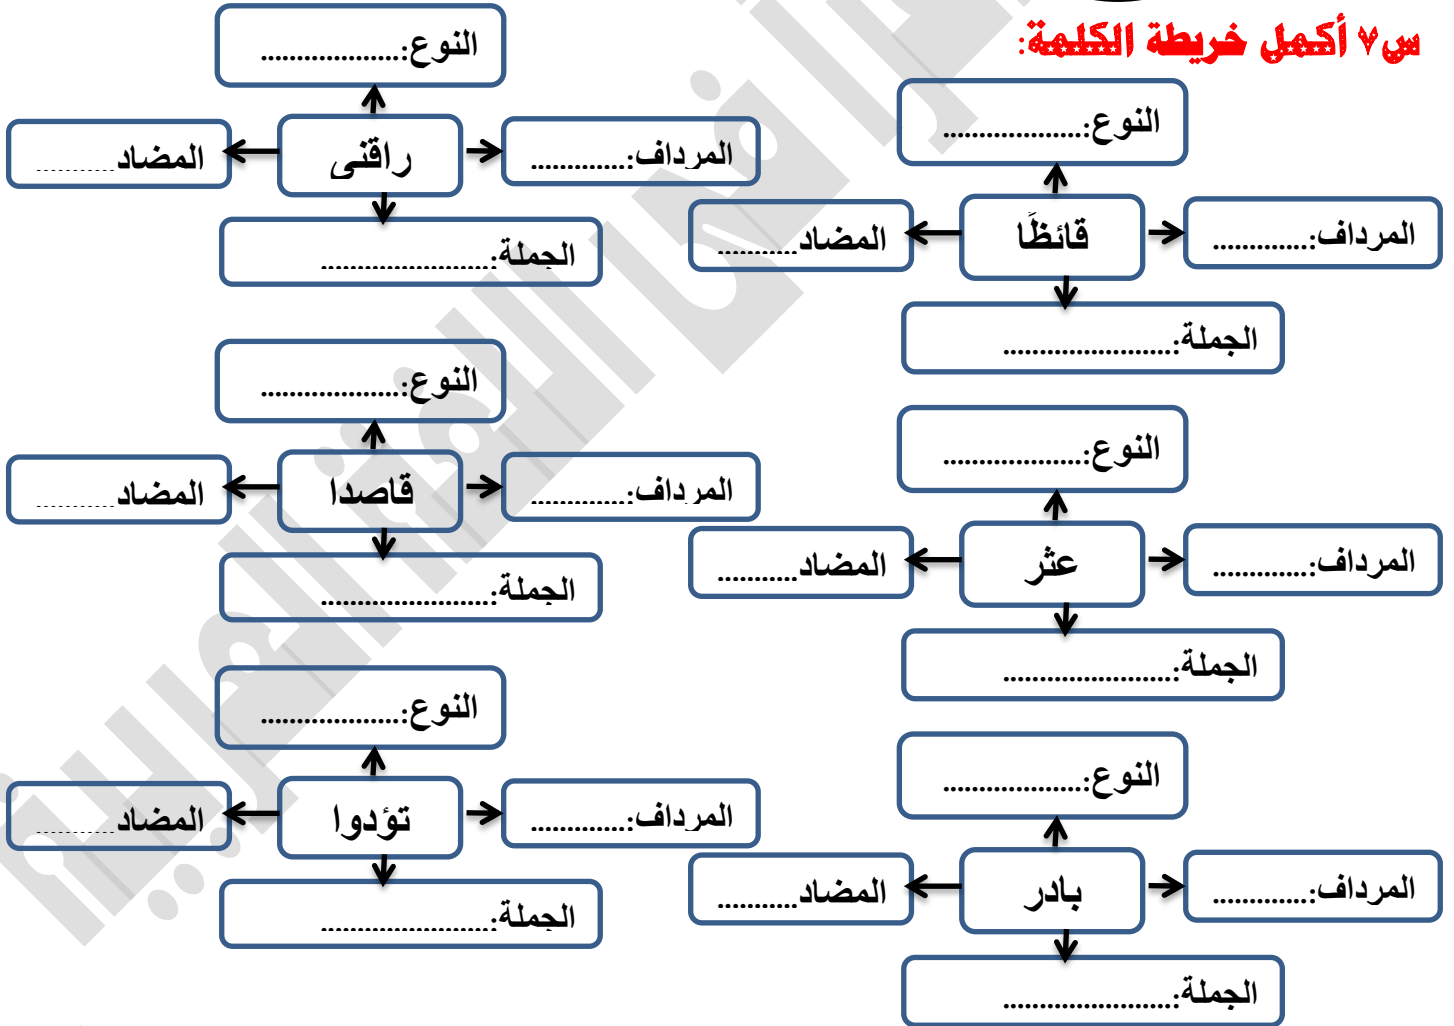 س٧ أكمل خريطة الكلمة:
النوع:...................
المرداف:.............
قائظًا
المضاد...........
الجملة:.......................
النوع:...................
المرداف:.............
راقنى
المضاد...........
الجملة:........................
النوع:...................
المرداف:.............
عثر
المضاد...........
الجملة:.......................
النوع:...................
المرداف:.............
قاصدا
المضاد...........
الجملة:........................
النوع:...................
المرداف:.............
بادر
المضاد...........
الجملة:.......................
النوع:...................
المرداف:.............
تؤدوا
المضاد...........
الجملة:........................